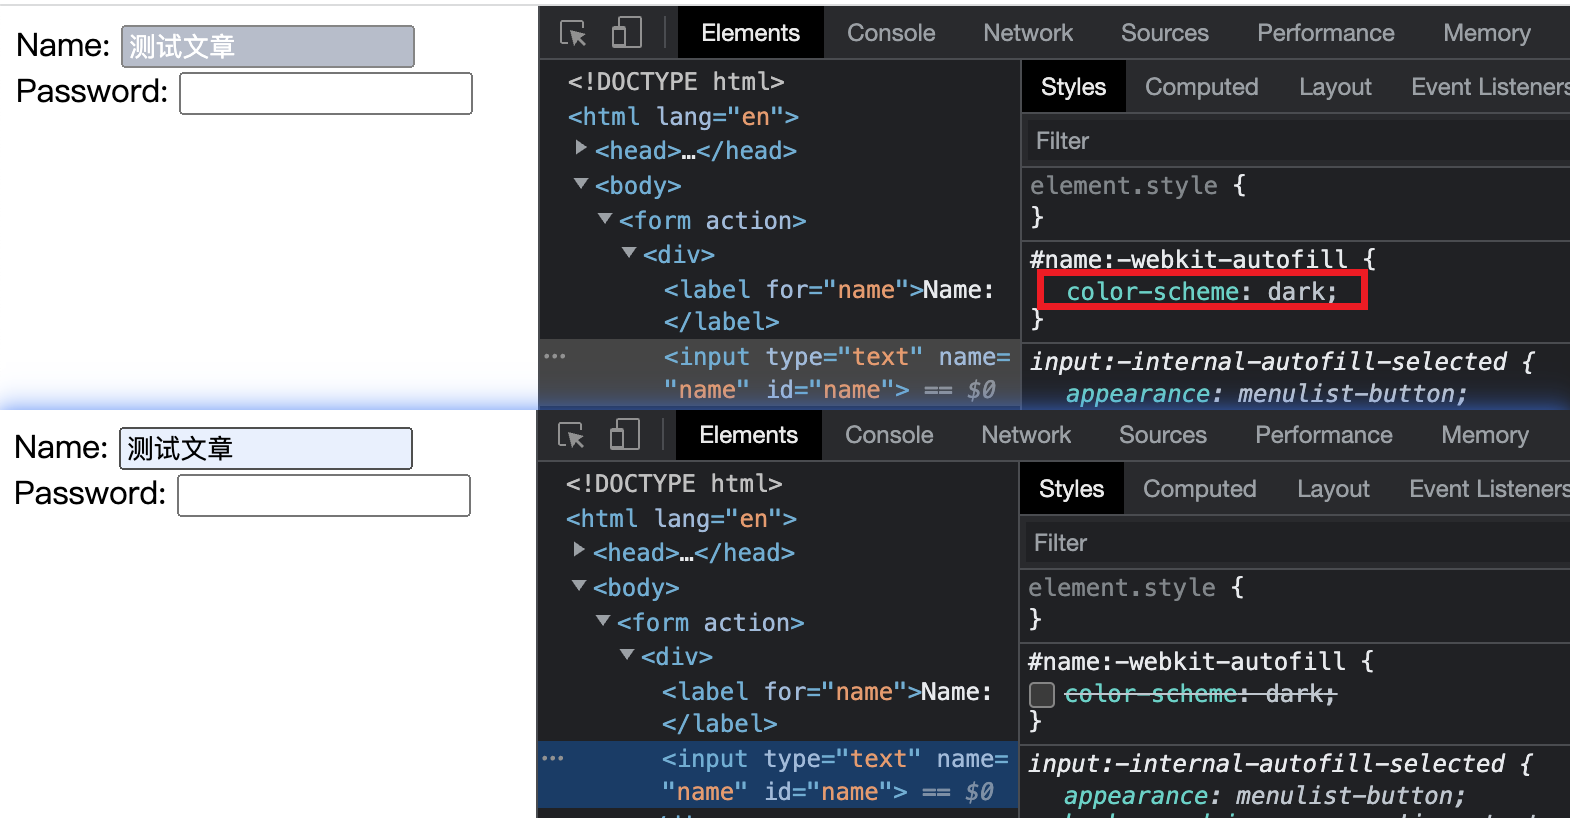 Name: 测试文章
Password:
Elements Console Network Sources Performance Memory
<!DOCTYPE html>
<html lang="en">
<head>…</head>
<body>
<form action>
<div>
<label for="name">Name:
</label>
<input type="text" name=
"name" id="name"> == $0
Styles Computed Layout Event Listeners
Filter
element.style {
}
#name:-webkit-autofill {
color-scheme: dark;
}
input:-internal-autofill-selected {
appearance: menulist-button;
Name: 测试文章
Password:
Elements Console Network Sources Performance Memory
<!DOCTYPE html>
<html lang="en">
<head>…</head>
<body>
<form action>
<div>
<label for="name">Name:
</label>
<input type="text" name=
"name" id="name"> == $0
Styles Computed Layout Event Listeners
Filter
element.style {
}
#name:-webkit-autofill {
color-scheme: dark;
}
input:-internal-autofill-selected {
appearance: menulist-button;